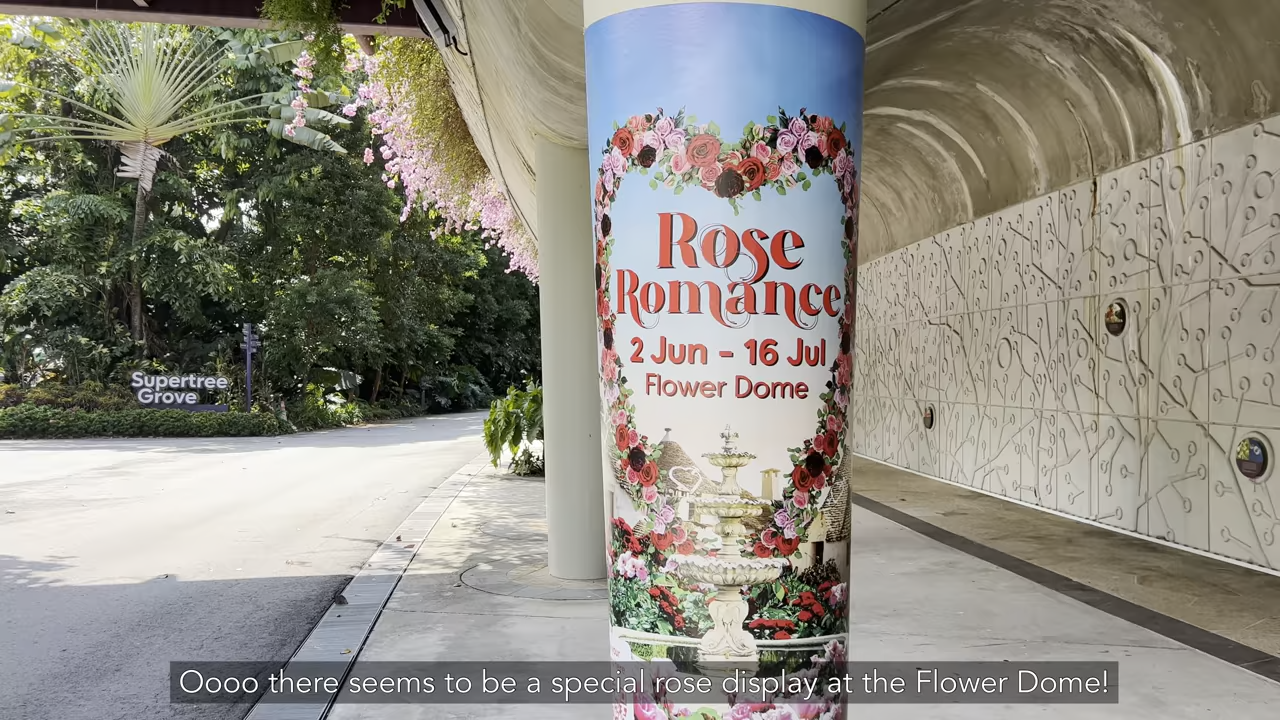 Supertree
Grove
Rose
Romance
2 Jun - 16 Jul
Flower Dome
Oooo there seems to be a special rose display at the Flower Dome!